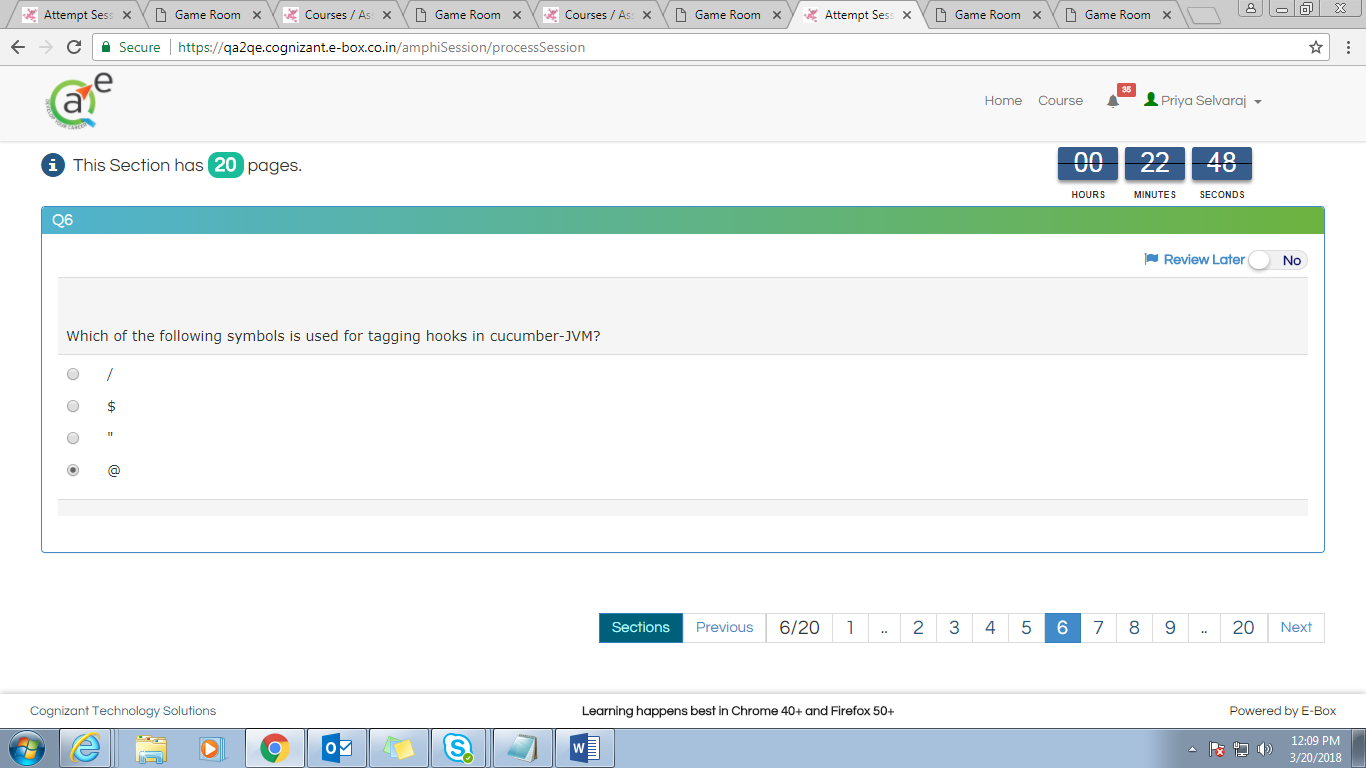 Attempt Sess
Game Room
Courses / As
Game Room
Courses / As
Game Room
Attempt Sess
Game Room
Game Room
Secure
https://qa2qe.cognizant.e-box.co.in/amphiSession/processSession
a e
Home
Course
35
Priya Selvaraj
This Section has 20 pages.
00 22 48
HOURS MINUTES SECONDS
Q6
Review Later No
Which of the following symbols is used for tagging hooks in cucumber-JVM?
/
$
"
@
Sections Previous 6/20 1 .. 2 3 4 5 6 7 8 9 .. 20 Next
Cognizant Technology Solutions
Learning happens best in Chrome 40+ and Firefox 50+
Powered by E-Box
12:09 PM
3/20/2018